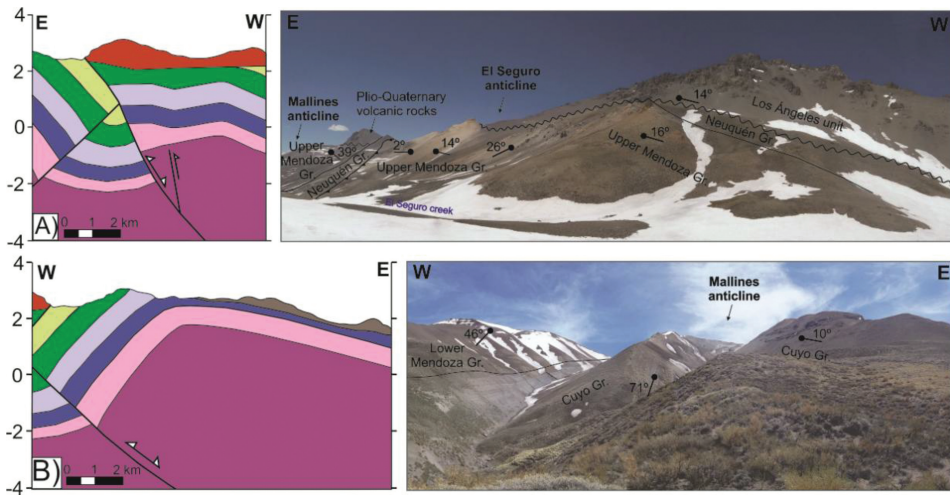 4
2
0
-2
-4
E
W
A)
0 1 2 km
E
W
Mallines
anticline
Plio-Quaternary
volcanic rocks
El Seguro
anticline
Upper
Mendoza
Gr.
39º
2º
14º
26º
Neuquén Gr.
Upper Mendoza Gr.
El Seguro creek
14º
16º
Los Ángeles unit
Neuquén Gr.
Upper Mendoza Gr.
4
2
0
-2
-4
W
E
B)
0 1 2 km
W
E
Mallines
anticline
46º
Lower
Mendoza Gr.
Cuyo Gr.
71º
10º
Cuyo Gr.